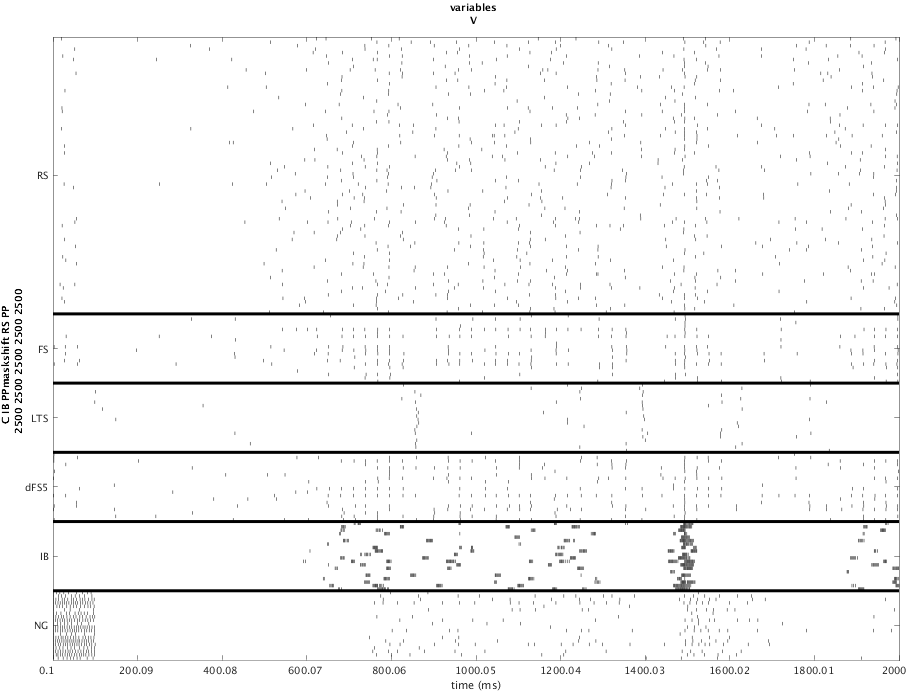 variables
V
C IB PPmaskshift RS PP
2500 2500 2500 2500 2500
RS
FS
LTS
dFS5
IB
NG
0.1 200.09 400.08 600.07 800.06 1000.05 1200.04 1400.03 1600.02 1800.01 2000
time (ms)